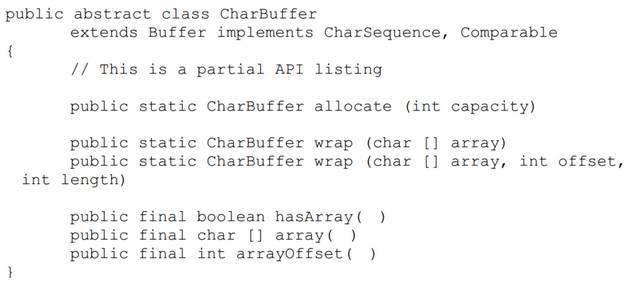 public abstract class CharBuffer
        extends Buffer implements CharSequence, Comparable
{
        // This is a partial API listing

        public static CharBuffer allocate (int capacity)

        public static CharBuffer wrap (char [] array)
        public static CharBuffer wrap (char [] array, int offset,
  int length)

        public final boolean hasArray( )
        public final char [] array( )
        public final int arrayOffset( )
}